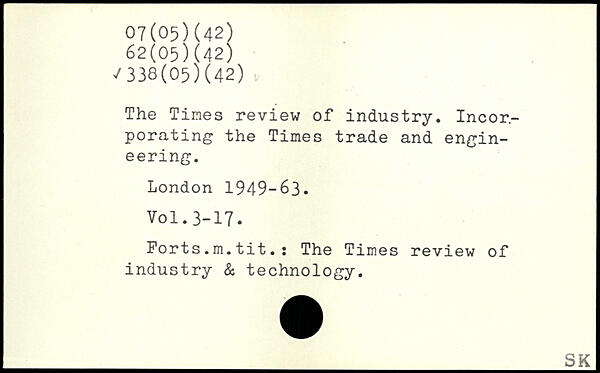 07(05)(42)
62(05)(42)
✓338(05)(42)
The Times review of industry. Incor-
porating the Times trade and engin-
eering.
London 1949-63.
Vol.3-17.
Forts.m.tit.: The Times review of
industry & technology.
SK